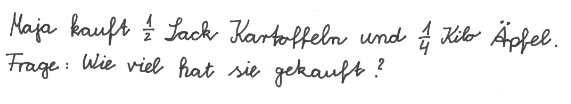 Maja kauft 1/2 Sack Kartoffeln und 1/4 Kilo Äpfel.
Frage: Wie viel hat sie gekauft?